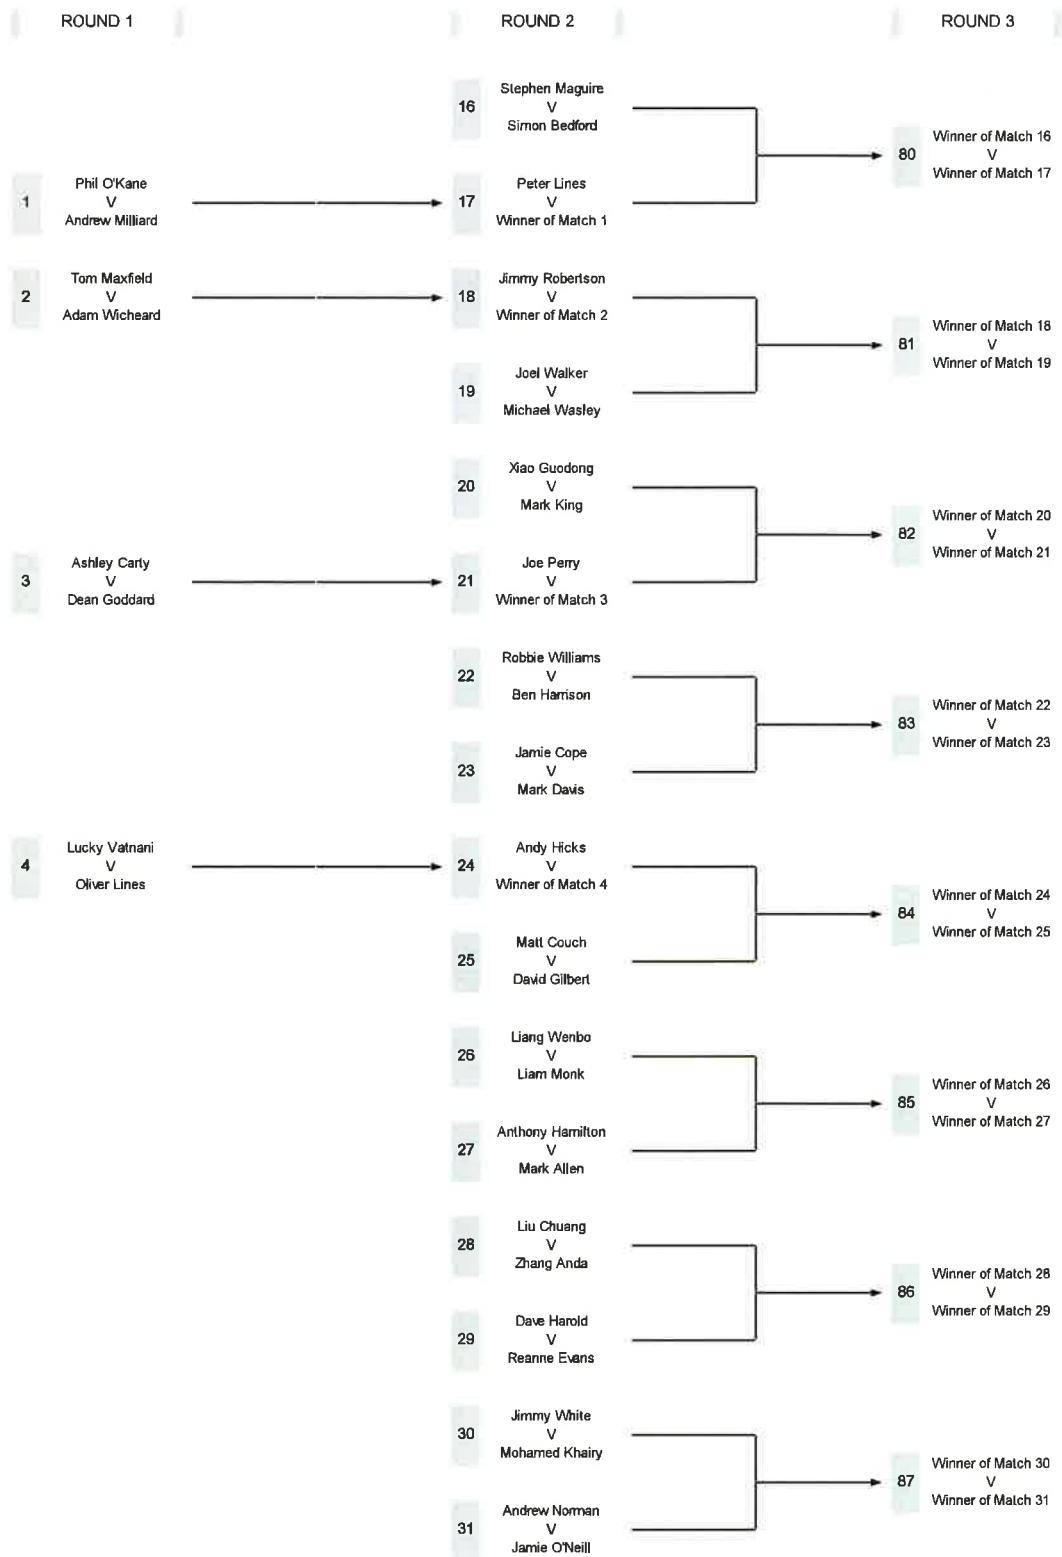 ROUND 1
ROUND 2
ROUND 3
16
Stephen Maguire
V
Simon Bedford
80
Winner of Match 16
V
Winner of Match 17
1
Phil O'Kane
V
Andrew Milliard
17
Peter Lines
V
Winner of Match 1
2
Tom Maxfield
V
Adam Wicheard
18
Jimmy Robertson
V
Winner of Match 2
81
Winner of Match 18
V
Winner of Match 19
19
Joel Walker
V
Michael Wasley
20
Xiao Guodong
V
Mark King
82
Winner of Match 20
V
Winner of Match 21
3
Ashley Carty
V
Dean Goddard
21
Joe Perry
V
Winner of Match 3
22
Robbie Williams
V
Ben Harrison
83
Winner of Match 22
V
Winner of Match 23
23
Jamie Cope
V
Mark Davis
4
Lucky Vatnani
V
Oliver Lines
24
Andy Hicks
V
Winner of Match 4
84
Winner of Match 24
V
Winner of Match 25
25
Matt Couch
V
David Gilbert
26
Liang Wenbo
V
Liam Monk
85
Winner of Match 26
V
Winner of Match 27
27
Anthony Hamilton
V
Mark Allen
28
Liu Chuang
V
Zhang Anda
86
Winner of Match 28
V
Winner of Match 29
29
Dave Harold
V
Reanne Evans
30
Jimmy White
V
Mohamed Khairy
87
Winner of Match 30
V
Winner of Match 31
31
Andrew Norman
V
Jamie O'Neill